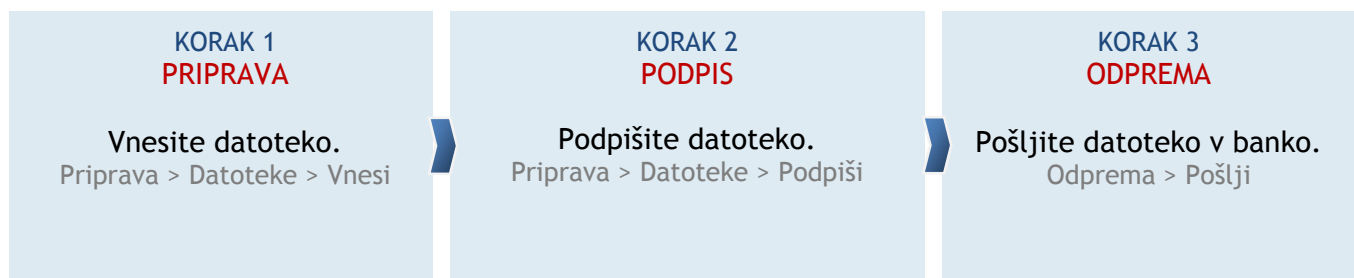 KORAK 1
PRIPRAVA
Vnesite datoteko.
Priprava > Datoteke > Vnesi
KORAK 2
PODPIS
Podpišite datoteko.
Priprava > Datoteke > Podpiši
KORAK 3
ODPREMA
Pošljite datoteko v banko.
Odprema > Pošlji